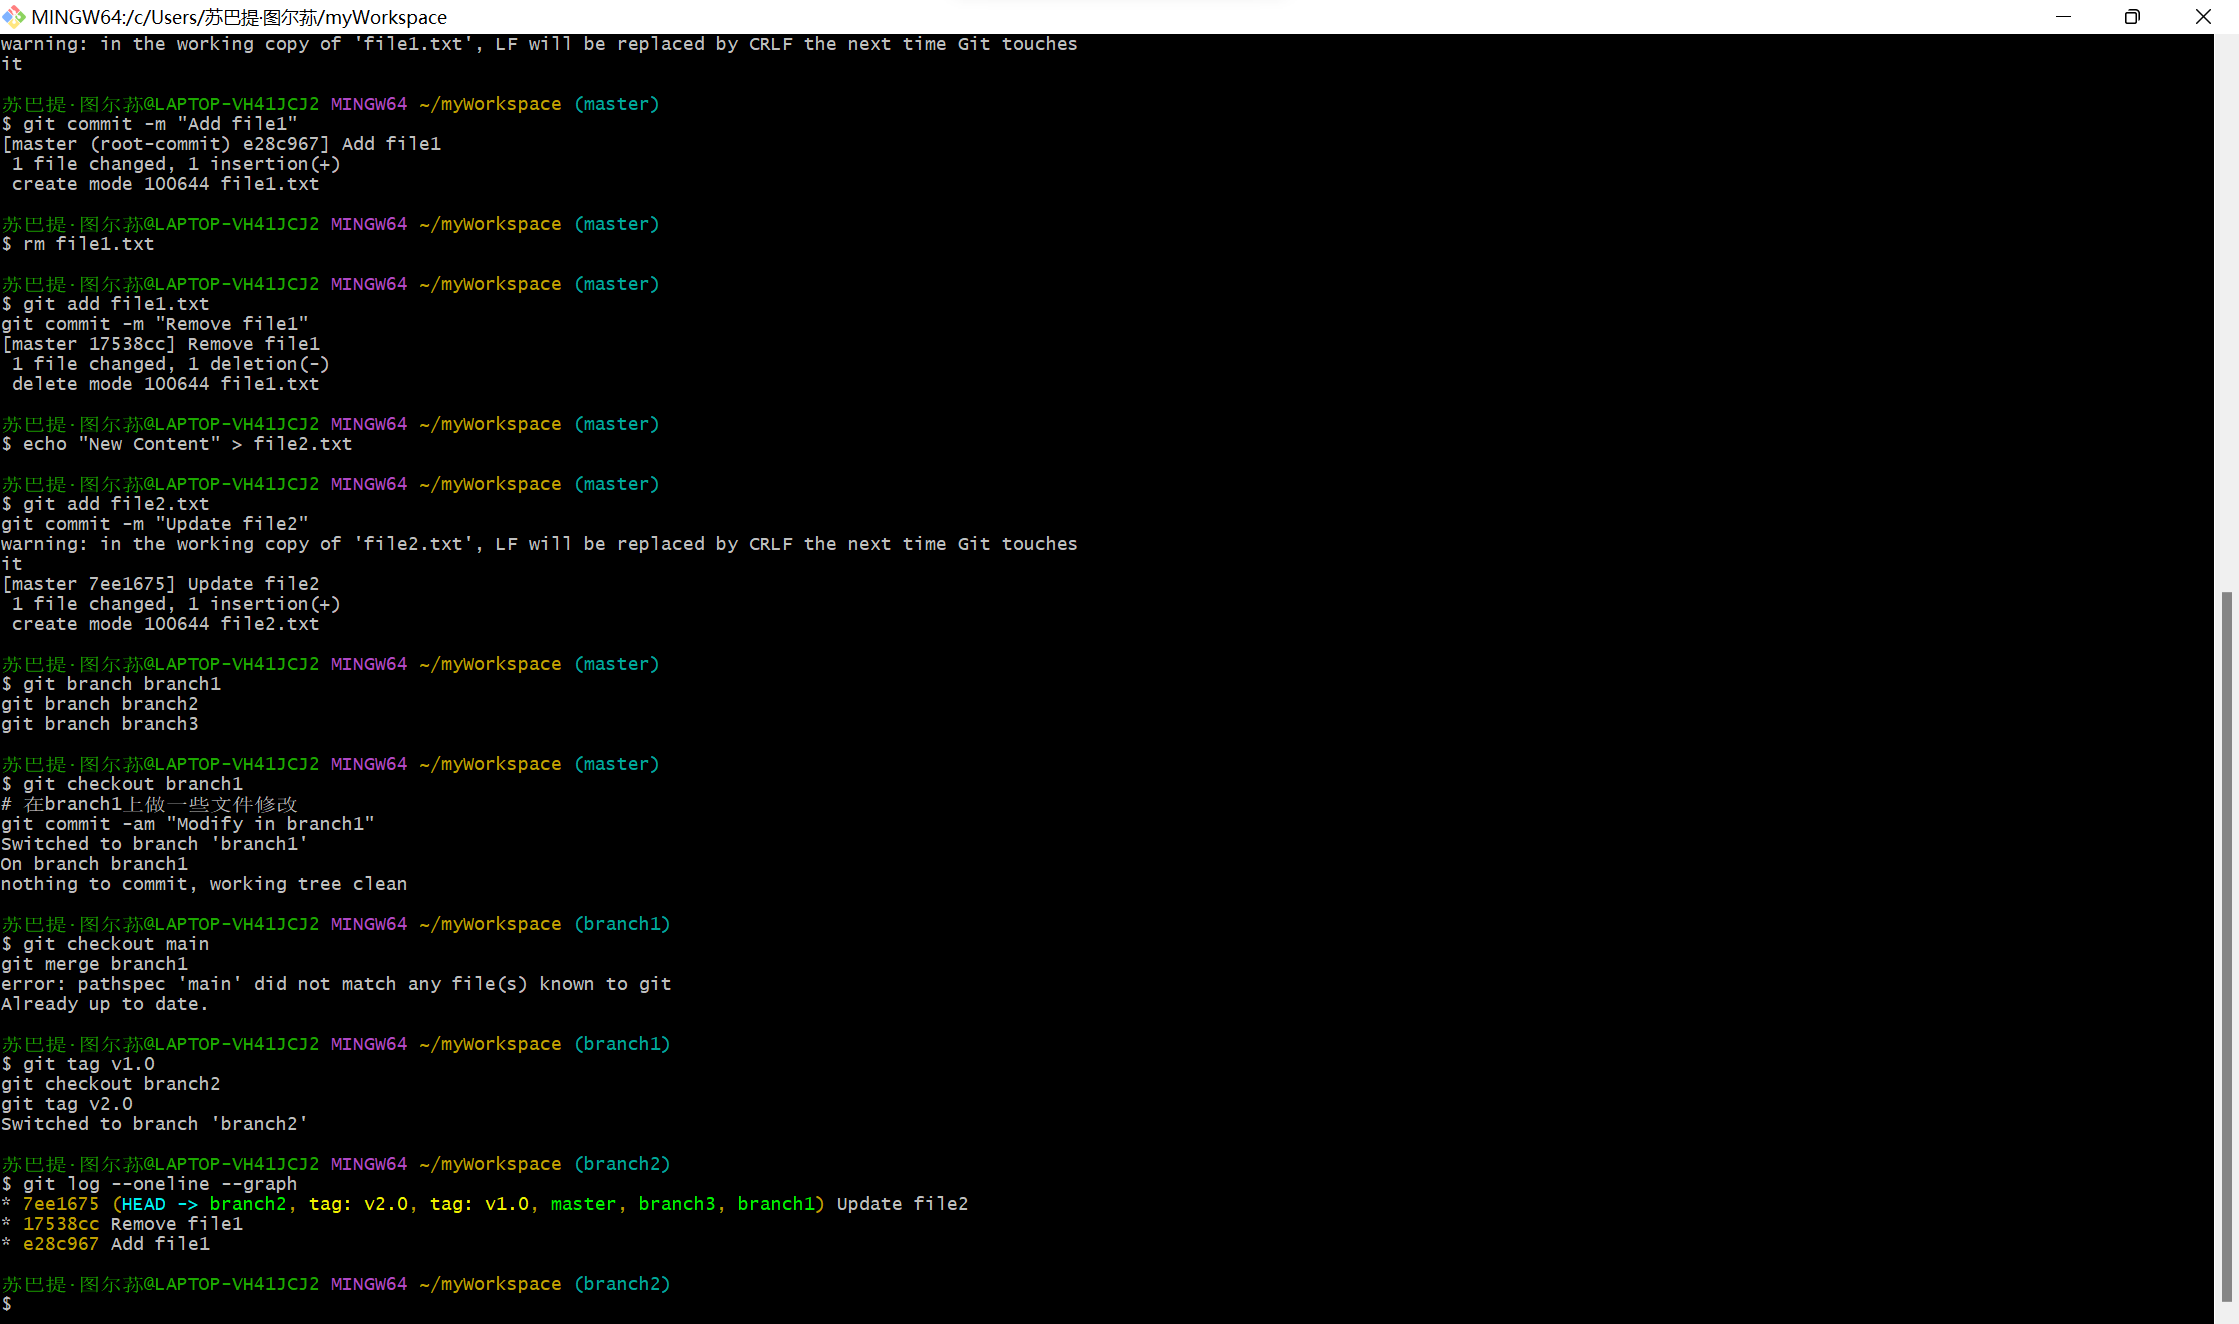 MINGW64:/c/Users/苏巴提·图尔荪/myWorkspace
warning: in the working copy of 'file1.txt', LF will be replaced by CRLF the next time Git touches
it
苏巴提·图尔荪@LAPTOP-VH41JCJ2 MINGW64 ~/myWorkspace (master)
$ git commit -m "Add file1"
[master (root-commit) e28c967] Add file1
 1 file changed, 1 insertion(+)
 create mode 100644 file1.txt
苏巴提·图尔荪@LAPTOP-VH41JCJ2 MINGW64 ~/myWorkspace (master)
$ rm file1.txt
苏巴提·图尔荪@LAPTOP-VH41JCJ2 MINGW64 ~/myWorkspace (master)
$ git add file1.txt
git commit -m "Remove file1"
[master 17538cc] Remove file1
 1 file changed, 1 deletion(-)
 delete mode 100644 file1.txt
苏巴提·图尔荪@LAPTOP-VH41JCJ2 MINGW64 ~/myWorkspace (master)
$ echo "New Content" > file2.txt
苏巴提·图尔荪@LAPTOP-VH41JCJ2 MINGW64 ~/myWorkspace (master)
$ git add file2.txt
git commit -m "Update file2"
warning: in the working copy of 'file2.txt', LF will be replaced by CRLF the next time Git touches
it
[master 7ee1675] Update file2
 1 file changed, 1 insertion(+)
 create mode 100644 file2.txt
苏巴提·图尔荪@LAPTOP-VH41JCJ2 MINGW64 ~/myWorkspace (master)
$ git branch branch1
git branch branch2
git branch branch3
苏巴提·图尔荪@LAPTOP-VH41JCJ2 MINGW64 ~/myWorkspace (master)
$ git checkout branch1
# 在branch1上做一些文件修改
git commit -am "Modify in branch1"
Switched to branch 'branch1'
On branch branch1
nothing to commit, working tree clean
苏巴提·图尔荪@LAPTOP-VH41JCJ2 MINGW64 ~/myWorkspace (branch1)
$ git checkout main
git merge branch1
error: pathspec 'main' did not match any file(s) known to git
Already up to date.
苏巴提·图尔荪@LAPTOP-VH41JCJ2 MINGW64 ~/myWorkspace (branch1)
$ git tag v1.0
git checkout branch2
git tag v2.0
Switched to branch 'branch2'
苏巴提·图尔荪@LAPTOP-VH41JCJ2 MINGW64 ~/myWorkspace (branch2)
$ git log --oneline --graph
* 7ee1675 (HEAD -> branch2, tag: v2.0, tag: v1.0, master, branch3, branch1) Update file2
* 17538cc Remove file1
* e28c967 Add file1
苏巴提·图尔荪@LAPTOP-VH41JCJ2 MINGW64 ~/myWorkspace (branch2)
$